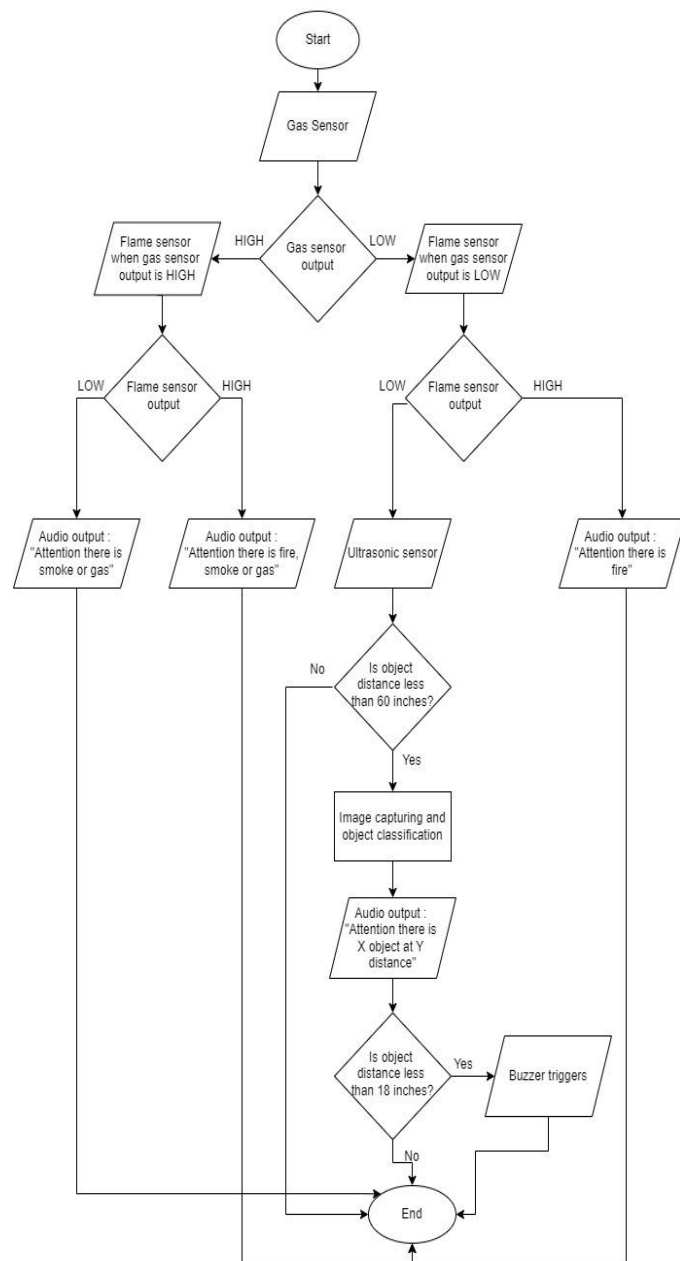 Start
Gas Sensor
HIGH
Gas sensor
output
LOW
Flame sensor
when gas sensor
output is HIGH
Flame sensor
when gas sensor
output is LOW
LOW
Flame sensor
output
HIGH
LOW
Flame sensor
output
HIGH
Audio output :
"Attention there is
smoke or gas"
Audio output :
"Attention there is fire,
smoke or gas"
Ultrasonic sensor
Audio output :
"Attention there is
fire"
No
Is object
distance less
than 60 inches?
Yes
Image capturing and
object classification
Audio output :
"Attention there is
X object at Y
distance"
Is object
distance less
than 18 inches?
Yes
Buzzer triggers
No
End